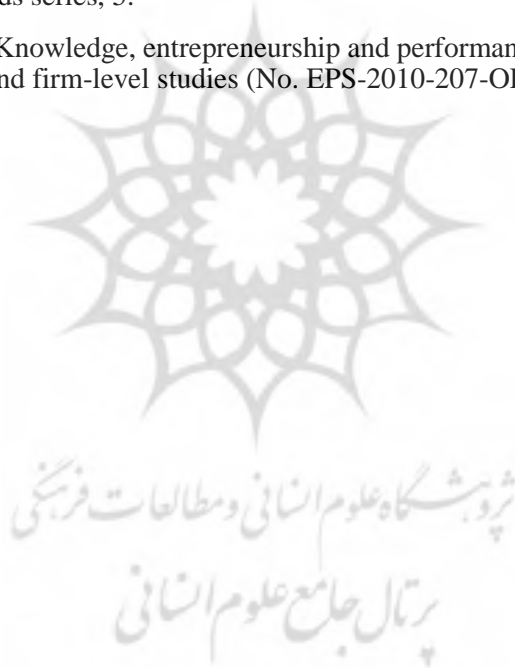 ds series, 3.
Knowledge, entrepreneurship and performan
nd firm-level studies (No. EPS-2010-207-O
پژوهشگاه علوم انسانی و مطالعات فرهنگی
پرتال جامع علوم انسانی